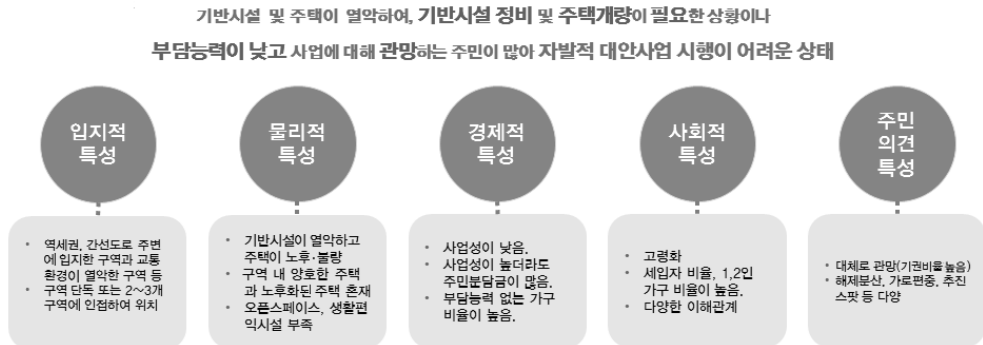 기반시설 및 주택이 열악하여, 기반시설 정비 및 주택개량이 필요한 상황이나
부담능력이 낮고 사업에 대해 관망하는 주민이 많아 자발적 대안사업 시행이 어려운 상태
입지적
특성
• 역세권, 간선도로 주변
에 입지한 구역과 교통
환경이 열악한 구역 등
• 구역 단독 또는 2~3개
구역에 인접하여 위치
물리적
특성
• 기반시설이 열악하고
주택이 노후·불량
• 구역 내 양호한 주택
과 노후화된 주택 혼재
• 오픈스페이스, 생활편
익시설 부족
경제적
특성
• 사업성이 낮음.
• 사업성이 높더라도
주민분담금이 많음.
• 부담능력 없는 가구
비율이 높음.
사회적
특성
• 고령화
• 세입자 비율, 1,2인
가구 비율이 높음.
• 다양한 이해관계
주민
의견
특성
• 대체로 관망(기권비율 높음)
• 해제분산, 가로편중, 추진
스팟 등 다양